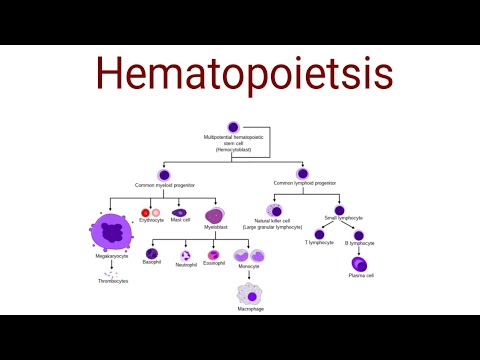 Hematopoietsis
Multipotential hematopoietic
stem cell
(Hemocytoblast)
Common myeloid progenitor
Common lymphoid progenitor
Erythrocyte
Mast cell
Myeloblast
Natural killer cell
(Large granular lymphocyte)
Small lymphocyte
T lymphocyte
B lymphocyte
Megakaryocyte
Basophil
Neutrophil
Eosinophil
Monocyte
Plasma cell
Thrombocytes
Macrophage